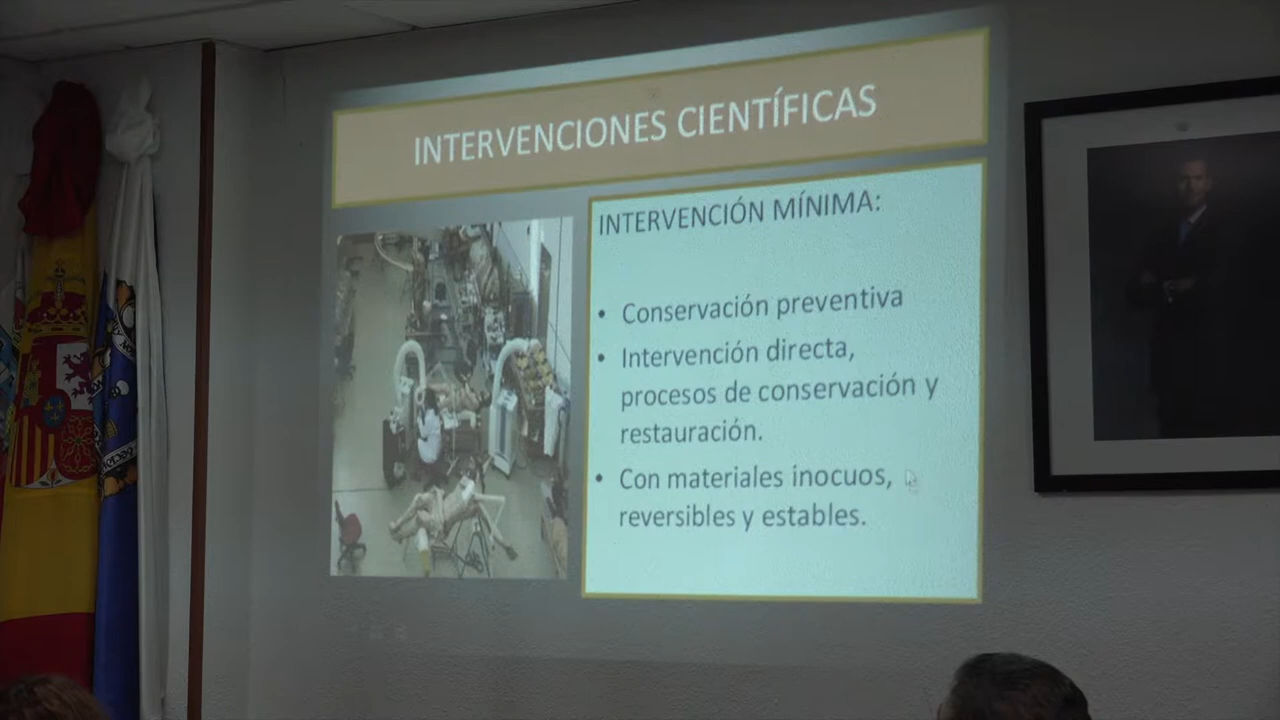 INTERVENCIONES CIENTÍFICAS
INTERVENCIÓN MÍNIMA:
• Conservación preventiva
• Intervención directa,
procesos de conservación y
restauración.
• Con materiales inocuos,
reversibles y estables.